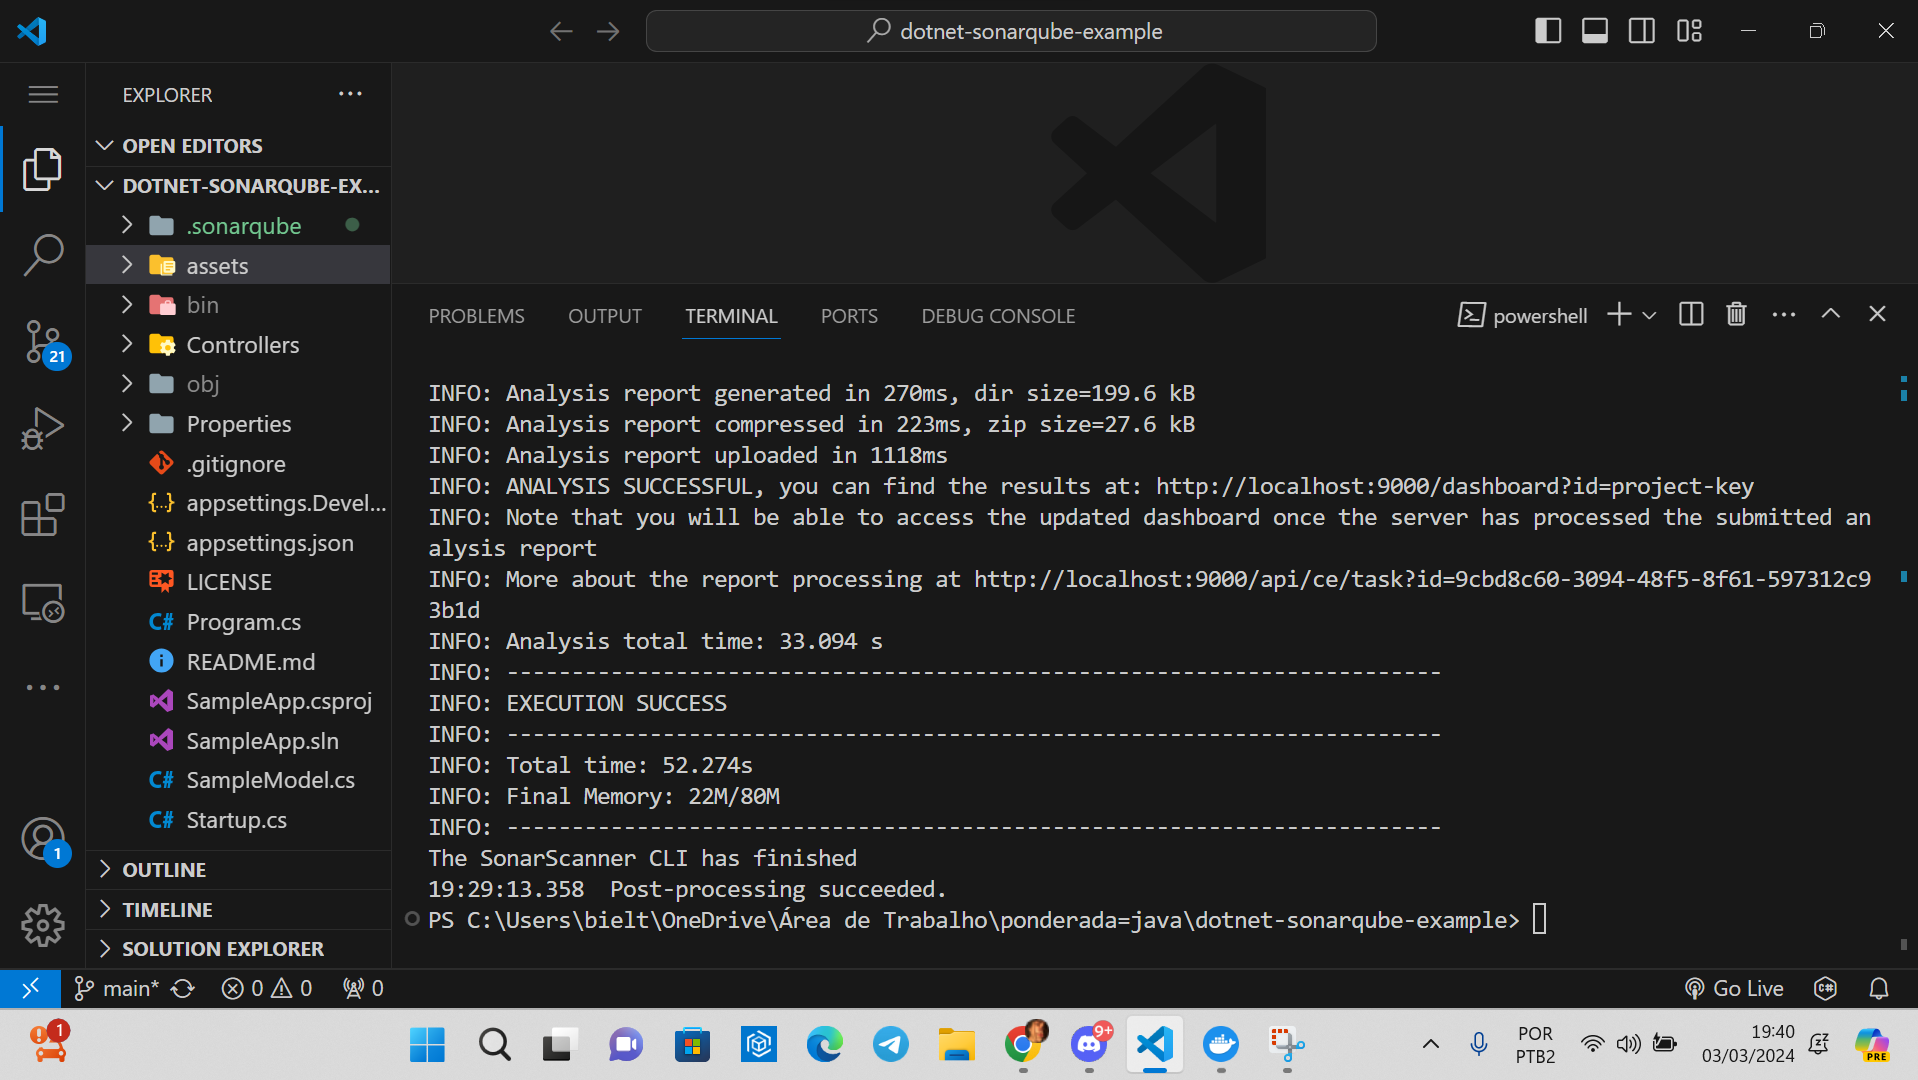 dotnet-sonarqube-example
EXPLORER
OPEN EDITORS
DOTNET-SONARQUBE-EX...
.sonarqube
assets
bin
Controllers
obj
Properties
.gitignore
appsettings.Devel...
appsettings.json
LICENSE
C# Program.cs
README.md
SampleApp.csproj
SampleApp.sln
C# SampleModel.cs
C# Startup.cs
OUTLINE
TIMELINE
SOLUTION EXPLORER
21
1
PROBLEMS OUTPUT TERMINAL PORTS DEBUG CONSOLE powershell
INFO: Analysis report generated in 270ms, dir size=199.6 kB
INFO: Analysis report compressed in 223ms, zip size=27.6 kB
INFO: Analysis report uploaded in 1118ms
INFO: ANALYSIS SUCCESSFUL, you can find the results at: http://localhost:9000/dashboard?id=project-key
INFO: Note that you will be able to access the updated dashboard once the server has processed the submitted an
alysis report
INFO: More about the report processing at http://localhost:9000/api/ce/task?id=9cbd8c60-3094-48f5-8f61-597312c9
3b1d
INFO: Analysis total time: 33.094 s
INFO: ------------------------------------------------------------------------
INFO: EXECUTION SUCCESS
INFO: ------------------------------------------------------------------------
INFO: Total time: 52.274s
INFO: Final Memory: 22M/80M
INFO: ------------------------------------------------------------------------
The SonarScanner CLI has finished
19:29:13.358  Post-processing succeeded.
PS C:\Users\bielt\OneDrive\Área de Trabalho\ponderada=java\dotnet-sonarqube-example>
main* 0 0 0 Go Live
1
9+
POR
PTB2
19:40
03/03/2024
PRE